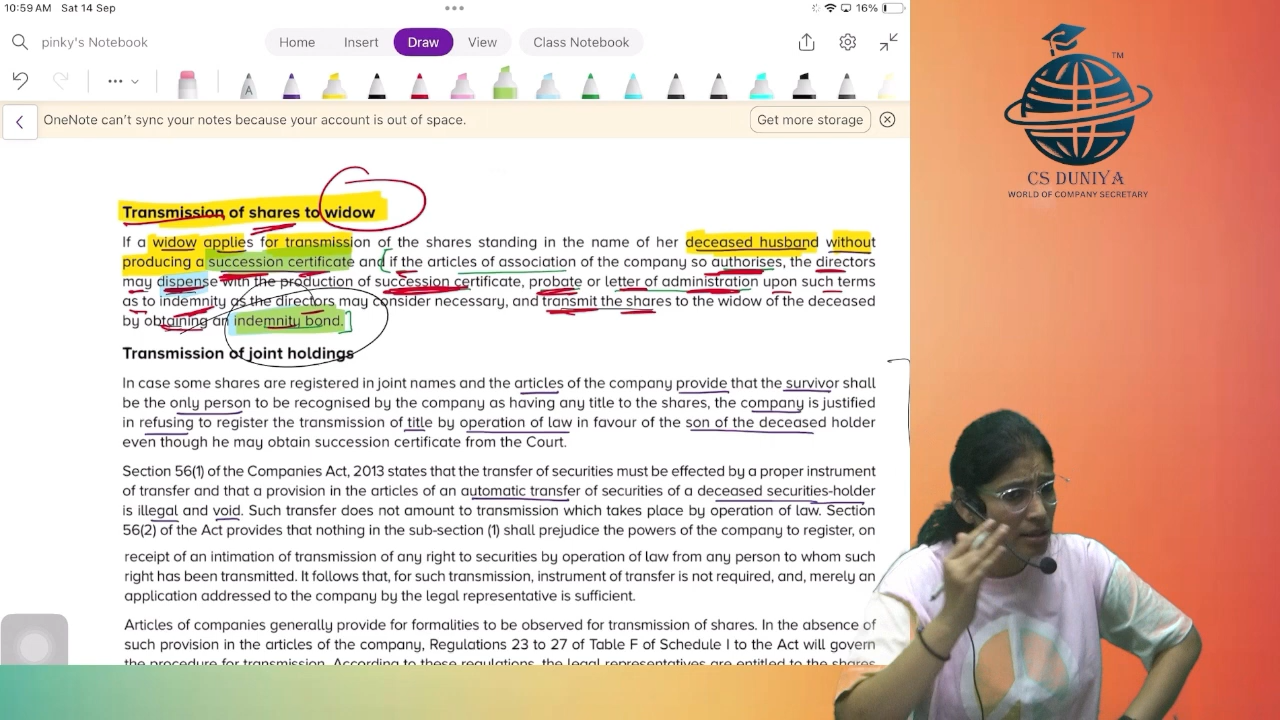 10:59 AM Sat 14 Sep
16%
pinky's Notebook
Home Insert Draw View Class Notebook
A
OneNote can't sync your notes because your account is out of space.
Get more storage
Transmission of shares to widow
If a widow applies for transmission of the shares standing in the name of her deceased husband without
producing a succession certificate and if the articles of association of the company so authorises, the directors
may dispense with the production of succession certificate, probate or letter of administration upon such terms
as to indemnity as the directors may consider necessary, and transmit the shares to the widow of the deceased
by obtaining an indemnity bond.
Transmission of joint holdings
In case some shares are registered in joint names and the articles of the company provide that the survivor shall
be the only person to be recognised by the company as having any title to the shares, the company is justified
in refusing to register the transmission of title by operation of law in favour of the son of the deceased holder
even though he may obtain succession certificate from the Court.
Section 56(1) of the Companies Act, 2013 states that the transfer of securities must be effected by a proper instrument
of transfer and that a provision in the articles of an automatic transfer of securities of a deceased securities-holder
is illegal and void. Such transfer does not amount to transmission which takes place by operation of law. Section
56(2) of the Act provides that nothing in the sub-section (1) shall prejudice the powers of the company to register, on
receipt of an intimation of transmission of any right to securities by operation of law from any person to whom such
right has been transmitted. It follows that, for such transmission, instrument of transfer is not required, and, merely an
application addressed to the company by the legal representative is sufficient.
Articles of companies generally provide for formalities to be observed for transmission of shares. In the absence of
such provision in the articles of the company, Regulations 23 to 27 of Table F of Schedule I to the Act will govern
the procedure for transmission. According to these regulations, the legal representatives are entitled to the shares
TM
CS DUNIYA
WORLD OF COMPANY SECRETARY